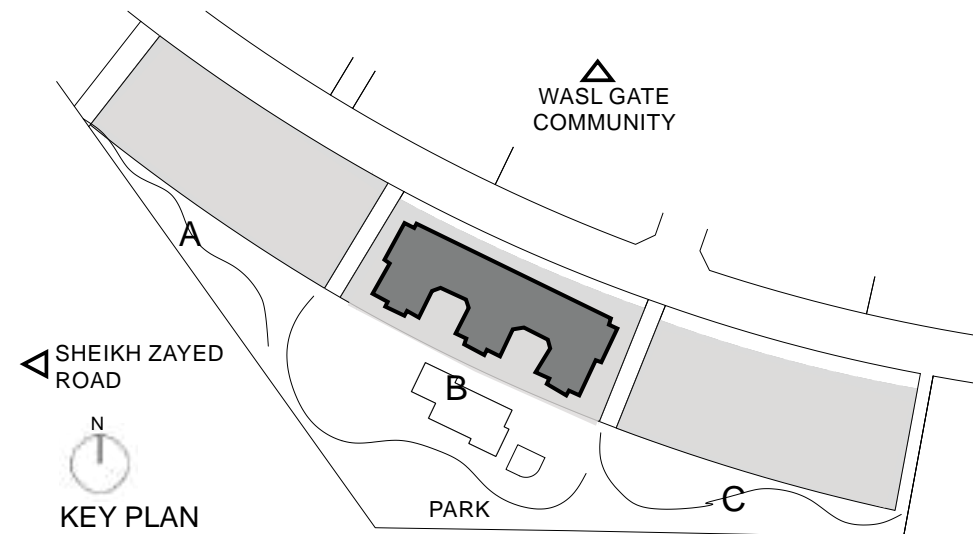 WASL GATE
COMMUNITY
A
SHEIKH ZAYED
ROAD
B
N
C
PARK
KEY PLAN